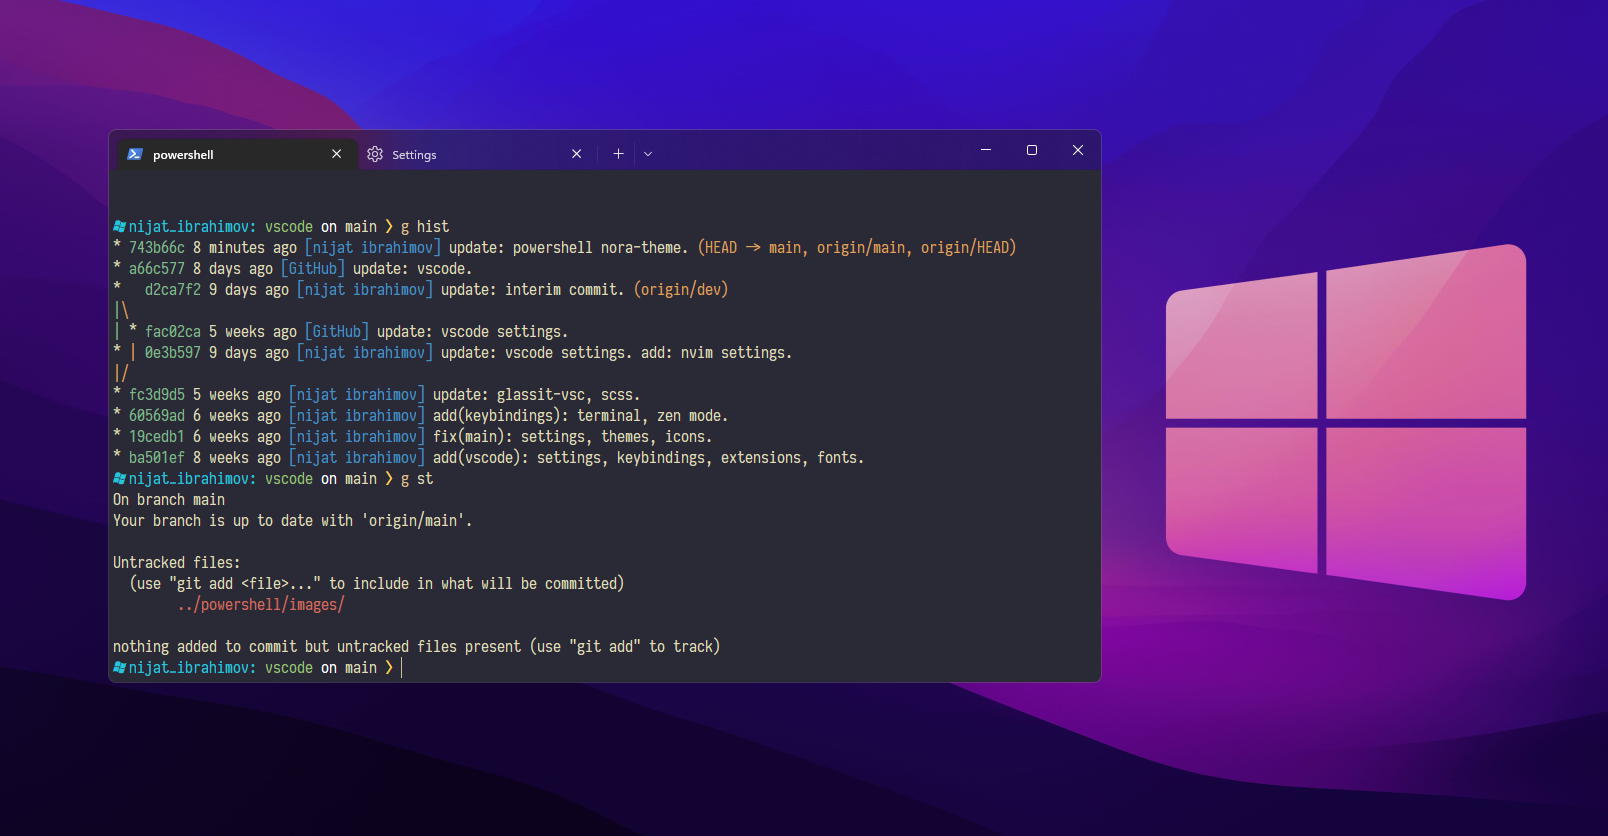 powershell
Settings
nijat_ibrahimov: vscode on main ❯ g hist
* 743b66c 8 minutes ago [nijat ibrahimov] update: powershell nora-theme. (HEAD -> main, origin/main, origin/HEAD)
* a66c577 8 days ago [GitHub] update: vscode.
*   d2ca7f2 9 days ago [nijat ibrahimov] update: interim commit. (origin/dev)
|\
| * fac02ca 5 weeks ago [GitHub] update: vscode settings.
* | 0e3b597 9 days ago [nijat ibrahimov] update: vscode settings. add: nvim settings.
|/
* fc3d9d5 5 weeks ago [nijat ibrahimov] update: glassit-vsc, scss.
* 60569ad 6 weeks ago [nijat ibrahimov] add(keybindings): terminal, zen mode.
* 19cedb1 6 weeks ago [nijat ibrahimov] fix(main): settings, themes, icons.
* ba501ef 8 weeks ago [nijat ibrahimov] add(vscode): settings, keybindings, extensions, fonts.
nijat_ibrahimov: vscode on main ❯ g st
On branch main
Your branch is up to date with 'origin/main'.
Untracked files:
  (use "git add <file>..." to include in what will be committed)
        ../powershell/images/
nothing added to commit but untracked files present (use "git add" to track)
nijat_ibrahimov: vscode on main ❯